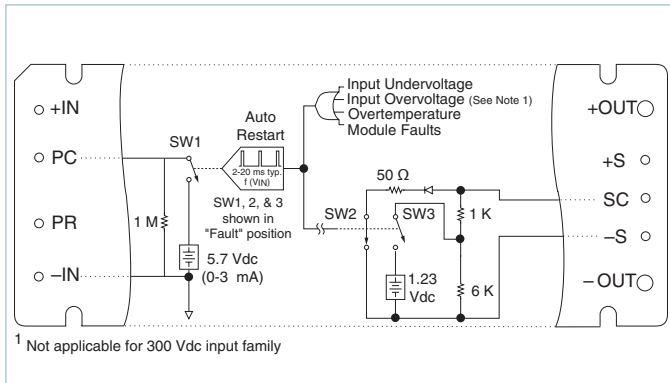 +IN
PC
PR
–IN
SW1
1 M
5.7 Vdc
(0-3 mA)
Auto
Restart
2-20 ms typ.
f (VIN)
SW1, 2, & 3
shown in
"Fault" position
Input Undervoltage
Input Overvoltage (See Note 1)
Overtemperature
Module Faults
50 Ω
SW2
SW3
1 K
1.23
Vdc
6 K
+OUT
+S
SC
–S
–OUT
1 Not applicable for 300 Vdc input family